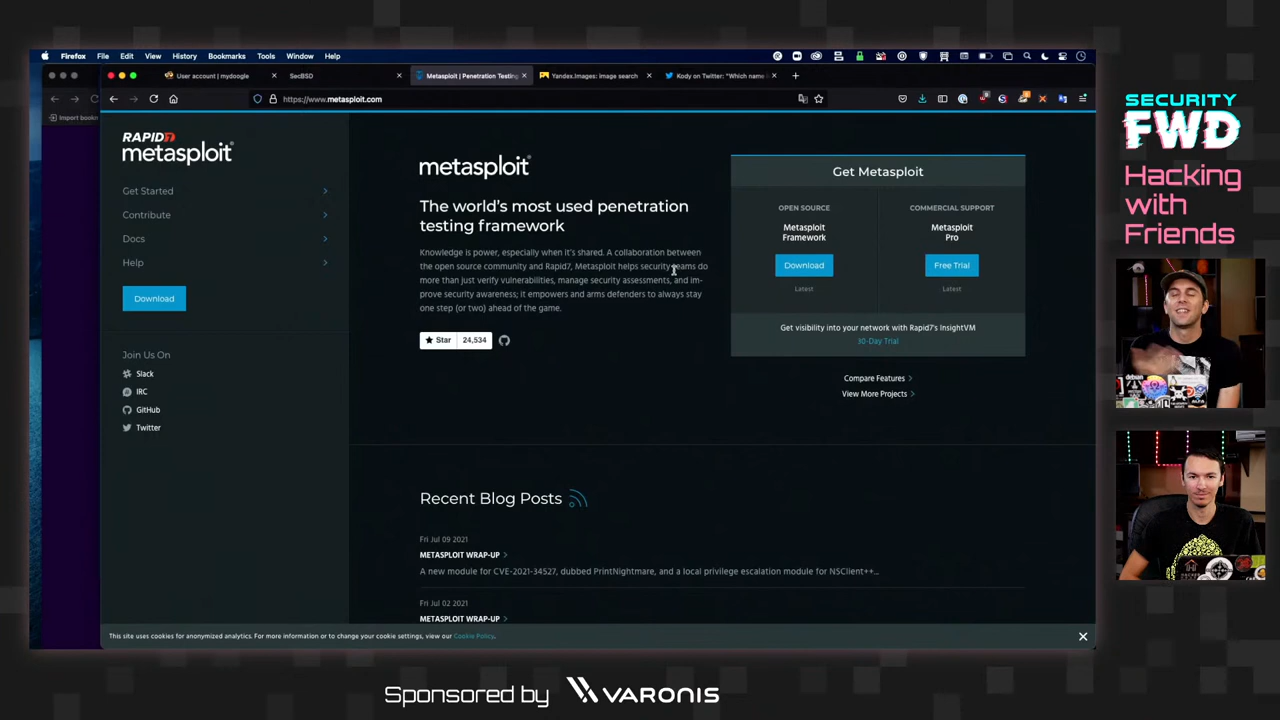 Firefox File Edit View History Bookmarks Tools Window Help
User account | mydoogle
SecBSD
Metasploit | Penetration Testing
Yandex.Images: image search
Kody on Twitter: "Which name
https://www.metasploit.com
Import bookm
RAPID7
metasploit
Get Started
Contribute
Docs
Help
Download
Join Us On
Slack
IRC
GitHub
Twitter
metasploit
The world's most used penetration
testing framework
Knowledge is power, especially when it's shared. A collaboration between
the open source community and Rapid7, Metasploit helps security teams do
more than just verify vulnerabilities, manage security assessments, and im-
prove security awareness; it empowers and arms defenders to always stay
one step (or two) ahead of the game.
Star 24,534
Get Metasploit
OPEN SOURCE
Metasploit
Framework
Download
Latest
COMMERCIAL SUPPORT
Metasploit
Pro
Free Trial
Latest
Get visibility into your network with Rapid7's InsightVM
30-Day Trial
Compare Features
View More Projects
Recent Blog Posts
Fri Jul 09 2021
METASPLOIT WRAP-UP
A new module for CVE-2021-34527, dubbed PrintNightmare, and a local privilege escalation module for NSClient++...
Fri Jul 02 2021
METASPLOIT WRAP-UP
This site uses cookies for anonymized analytics. For more information or to change your cookie settings, view our Cookie Policy.
SECURITY
FWD
Hacking
with
Friends
Sponsored by VARONIS